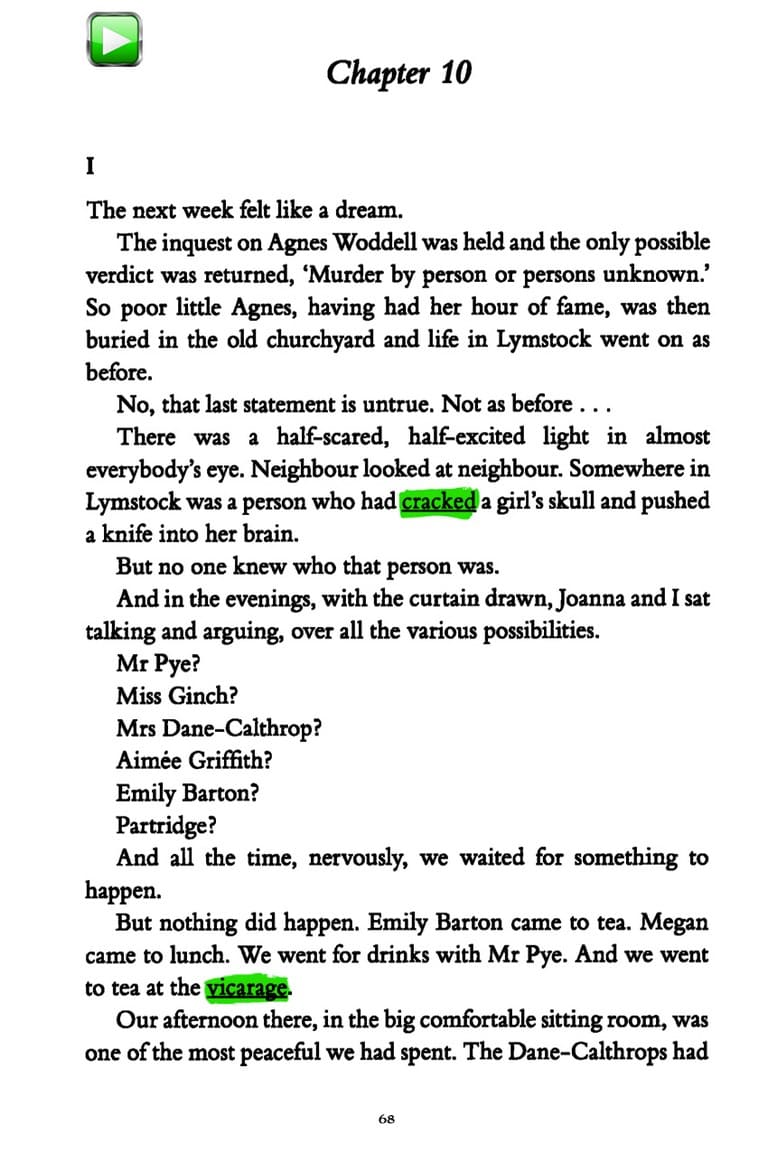 Chapter 10
I
The next week felt like a dream.
The inquest on Agnes Woddell was held and the only possible
verdict was returned, ‘Murder by person or persons unknown.’
So poor little Agnes, having had her hour of fame, was then
buried in the old churchyard and life in Lymstock went on as
before.
No, that last statement is untrue. Not as before . . .
There was a half-scared, half-excited light in almost
everybody’s eye. Neighbour looked at neighbour. Somewhere in
Lymstock was a person who had cracked a girl’s skull and pushed
a knife into her brain.
But no one knew who that person was.
And in the evenings, with the curtain drawn, Joanna and I sat
talking and arguing, over all the various possibilities.
Mr Pye?
Miss Ginch?
Mrs Dane-Calthrop?
Aimée Griffith?
Emily Barton?
Partridge?
And all the time, nervously, we waited for something to
happen.
But nothing did happen. Emily Barton came to tea. Megan
came to lunch. We went for drinks with Mr Pye. And we went
to tea at the vicarage.
Our afternoon there, in the big comfortable sitting room, was
one of the most peaceful we had spent. The Dane-Calthrops had
68